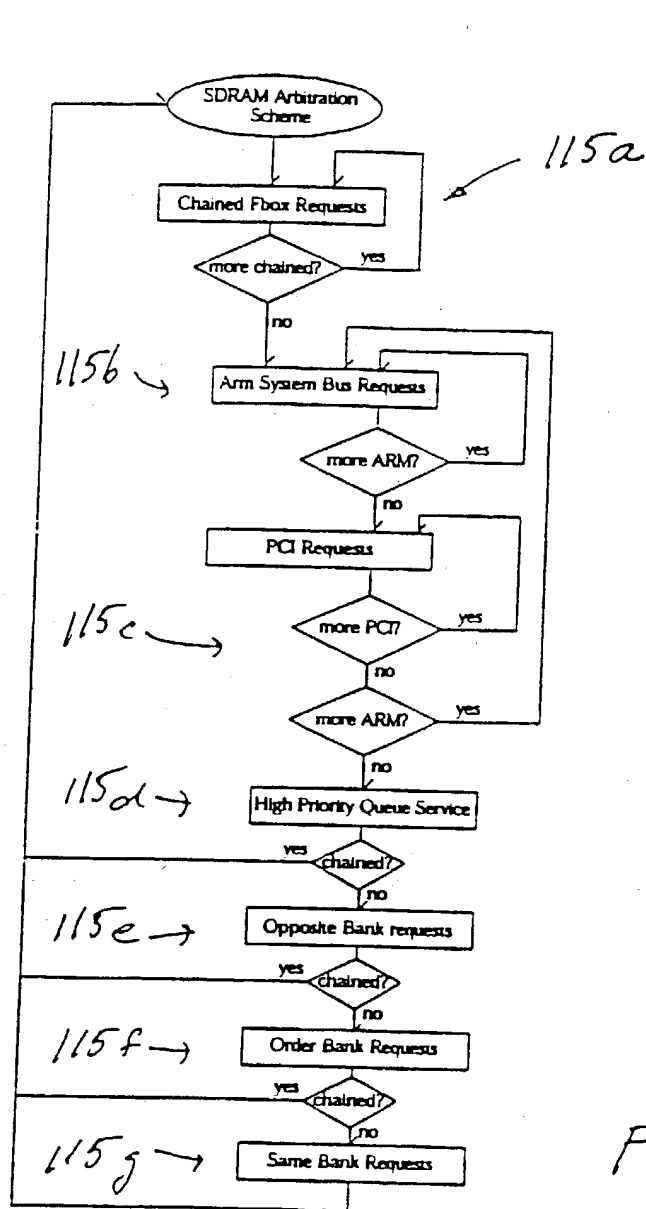 SDRAM Arbitration
Scheme
115a
Chained Fbox Requests
more chained?
yes
no
115b
Arm System Bus Requests
more ARM?
yes
no
PCI Requests
115c
more PCI?
yes
no
more ARM?
yes
no
115d
High Priority Queue Service
yes
chained?
no
115e
Opposite Bank requests
yes
chained?
no
115f
Order Bank Requests
yes
chained?
no
115g
Same Bank Requests
F